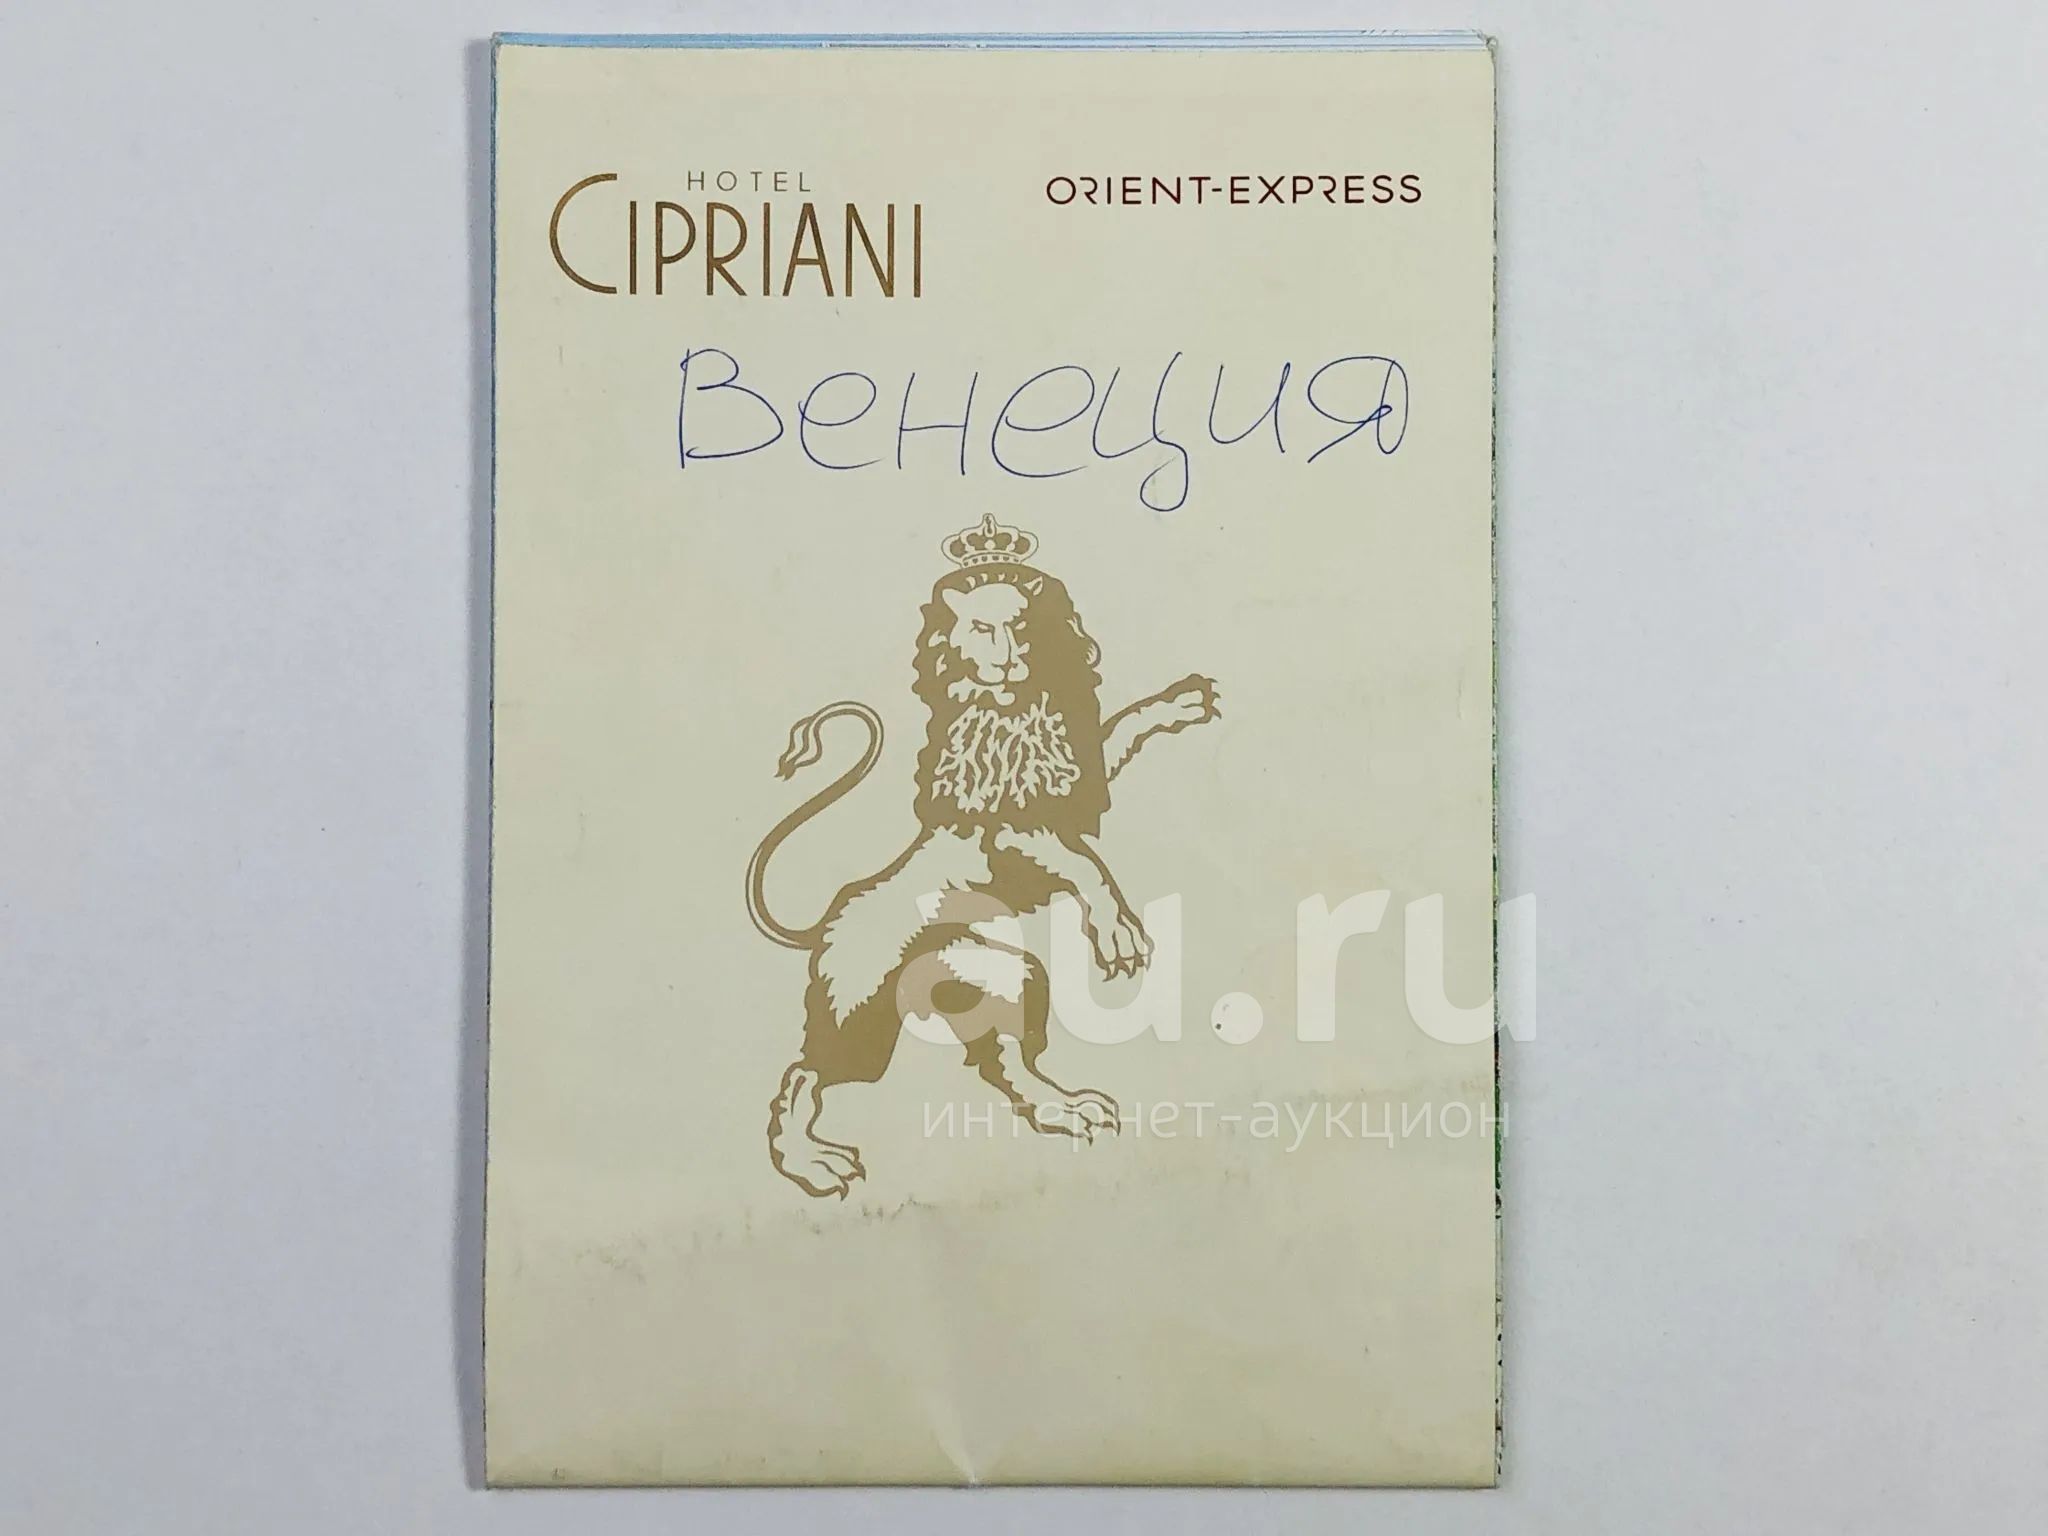 HOTEL
CIPRIANI
ORIENT-EXPRESS
Венеция
au.ru
интернет-аукцион